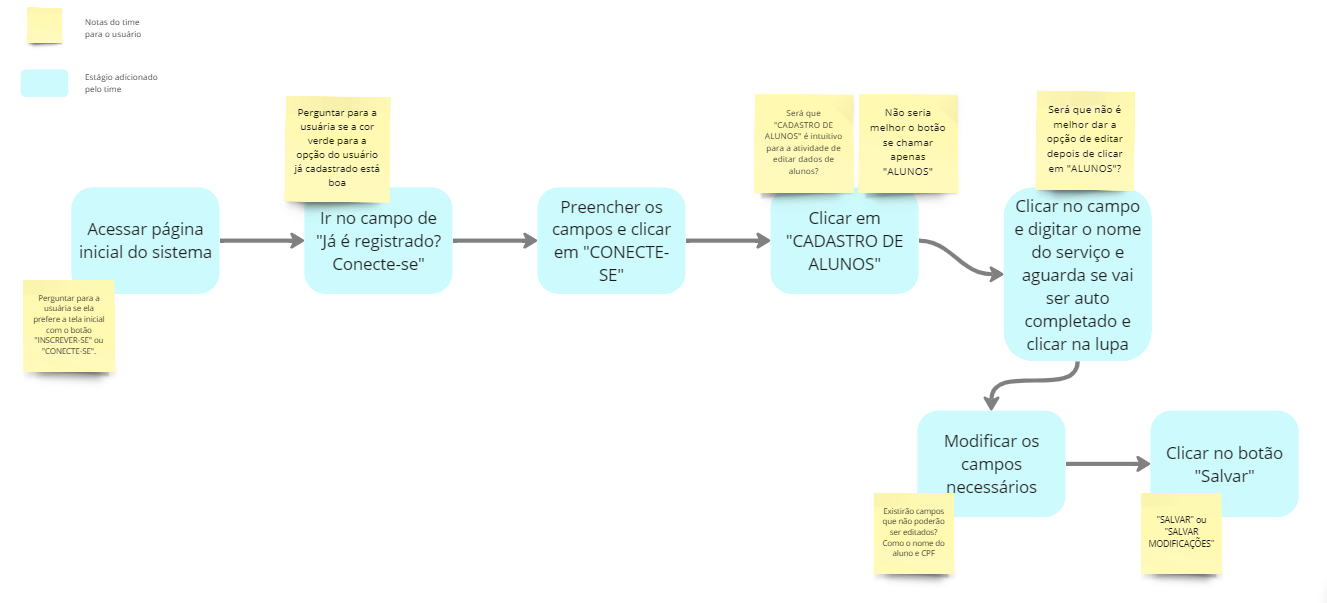 Notas do time
para o usuário
Estágio adicionado
pelo time
Perguntar para a
usuária se a cor
verde para a
opção do usuário
já cadastrado está
boa
Será que
"CADASTRO DE
ALUNOS" é intuitivo
para a atividade de
editar dados de
alunos?
Não seria
melhor o botão
se chamar
apenas
"ALUNOS"
Será que não é
melhor dar a
opção de editar
depois de clicar
em "ALUNOS"?
Acessar página
inicial do sistema
Ir no campo de
"Já é registrado?
Conecte-se"
Preencher os
campos e clicar
em "CONECTE-
SE"
Clicar em
"CADASTRO DE
ALUNOS"
Clicar no campo
e digitar o nome
do serviço e
aguarda se vai
ser auto
completado e
clicar na lupa
Perguntar para a
usuária se ela
prefere a tela inicial
com o botão
"INSCREVER-SE" ou
"CONECTE-SE".
Modificar os
campos
necessários
Clicar no botão
"Salvar"
Existirão campos
que não poderão
ser editados?
Como o nome do
aluno e CPF
"SALVAR" ou
"SALVAR
MODIFICAÇÕES"